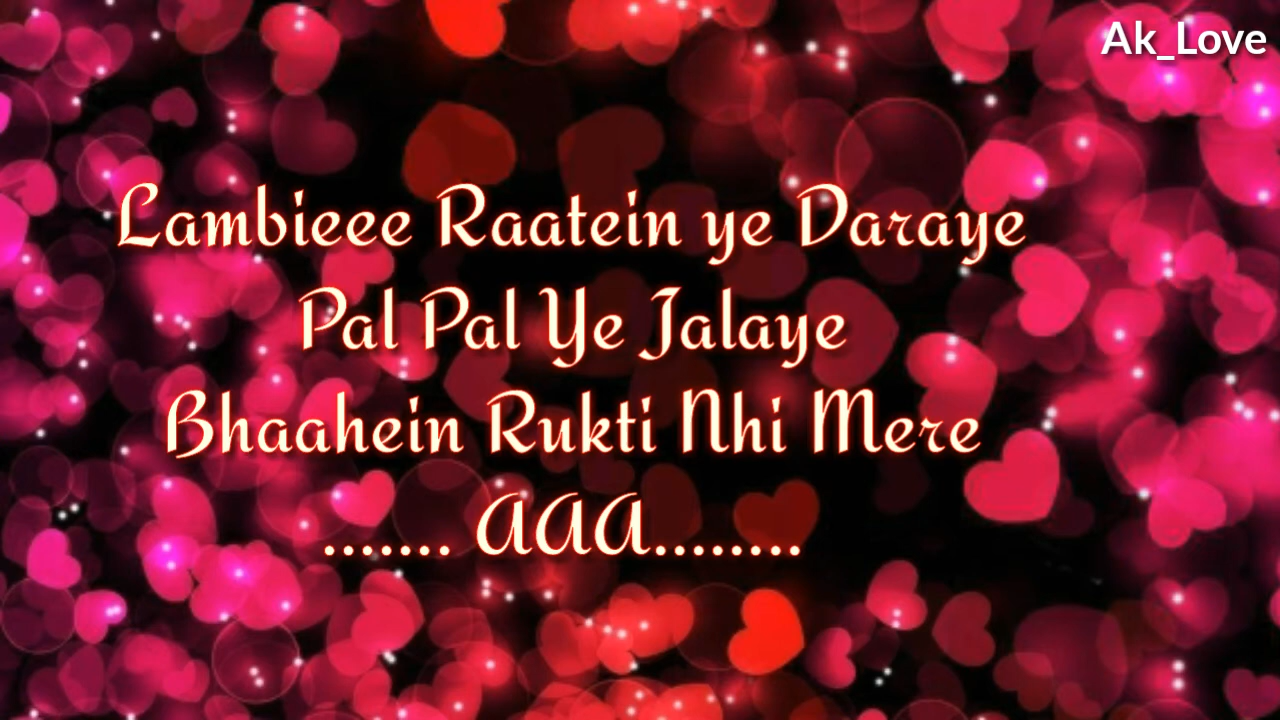 Ak_Love
Lambieee Raatein ye Daraye
Pal Pal Ye Jalaye
Bhaahein Rukti Nhi Mere
....... AAA........